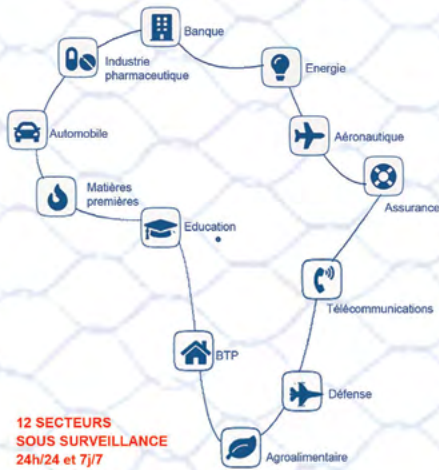 Banque
Industrie
pharmaceutique
Energie
Automobile
Aéronautique
Matières
premières
Assurance
Education
Télécommunications
BTP
Défense
12 SECTEURS
SOUS SURVEILLANCE
24h/24 et 7j/7
Agroalimentaire